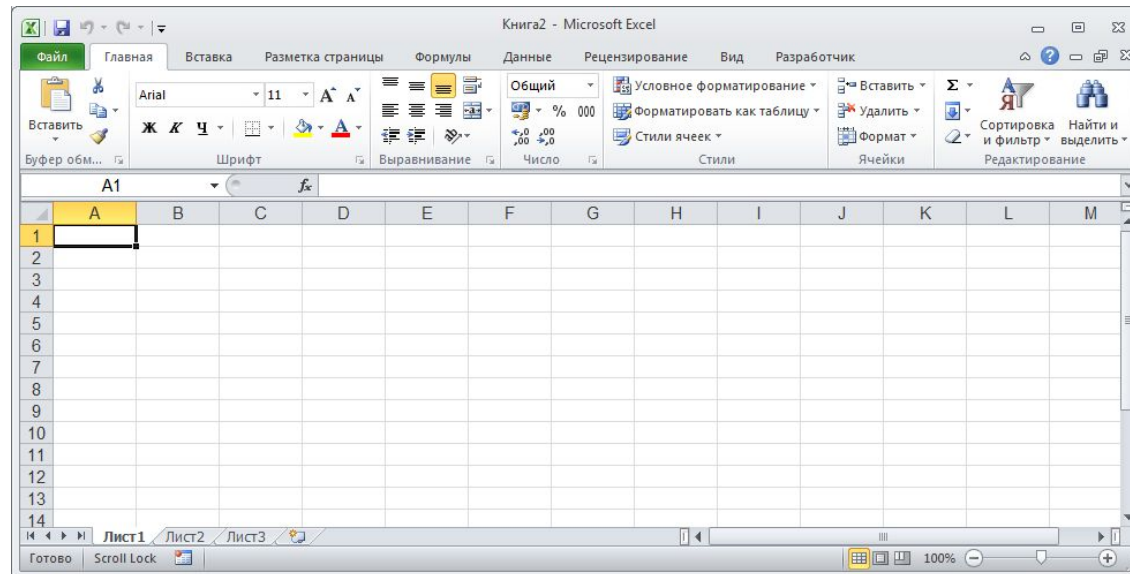 Книга2 - Microsoft Excel
Файл Главная Вставка Разметка страницы Формулы Данные Рецензирование Вид Разработчик
Вставить
Arial 11
Ж К Ч
Общий
% 000
Условное форматирование
Форматировать как таблицу
Стили ячеек
Вставить
Удалить
Формат
Σ
Сортировка и фильтр
Найти и выделить
Буфер обм... Шрифт Выравнивание Число Стили Ячейки Редактирование
A1 fx
A B C D E F G H I J K L M
1
2
3
4
5
6
7
8
9
10
11
12
13
14
Лист1 Лист2 Лист3
Готово Scroll Lock 100%